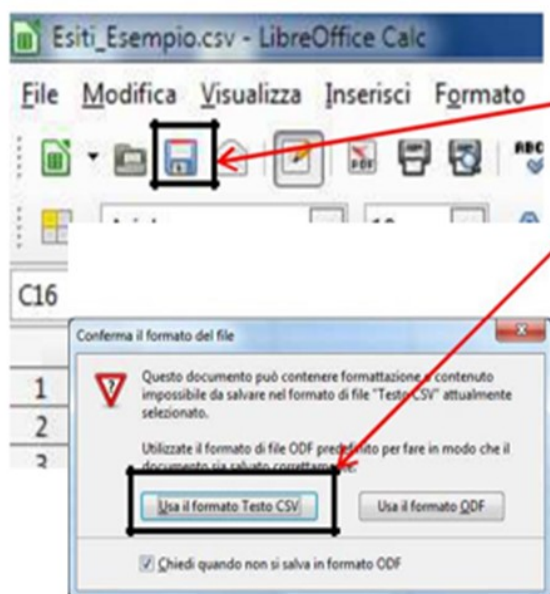 Esiti_Esempio.csv - LibreOffice Calc
File Modifica Visualizza Inserisci Formato
PDF ABC
C16
Conferma il formato del file
1
2
3
Questo documento può contenere formattazione o contenuto
impossibile da salvare nel formato di file "Testo CSV" attualmente
selezionato.
Utilizzate il formato di file ODF predefinito per fare in modo che il
documento sia salvato correttamente.
Usa il formato Testo CSV Usa il formato ODF
Chiedi quando non si salva in formato ODF